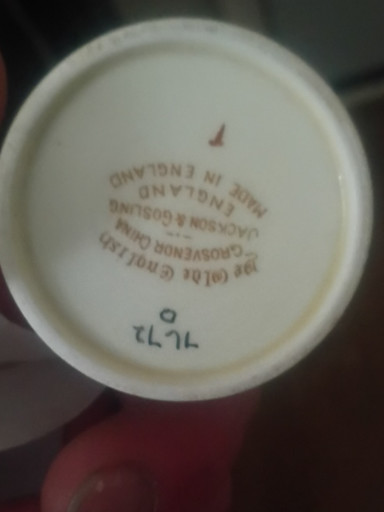 Ye Olde English
GROSVENOR CHINA
JACKSON & GOSLING
ENGLAND
MADE IN ENGLAND